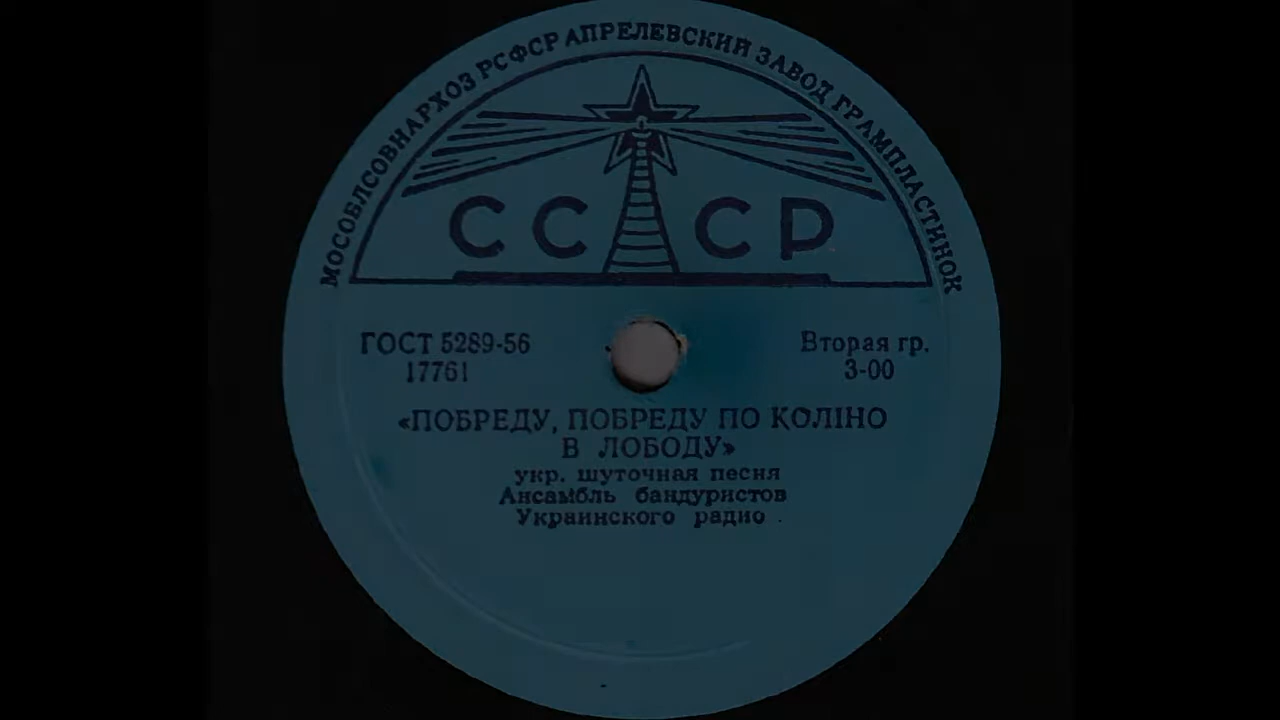 МОСОБЛСОВНАРХОЗ РСФСР АПРЕЛЕВСКИЙ ЗАВОД ГРАМПЛАСТИНОК
СССР
ГОСТ 5289-56
17761
Вторая гр.
3-00
«ПОБРЕДУ, ПОБРЕДУ ПО КОЛІНО
В ЛОБОДУ»
укр. шуточная песня
Ансамбль бандуристов
Украинского радио